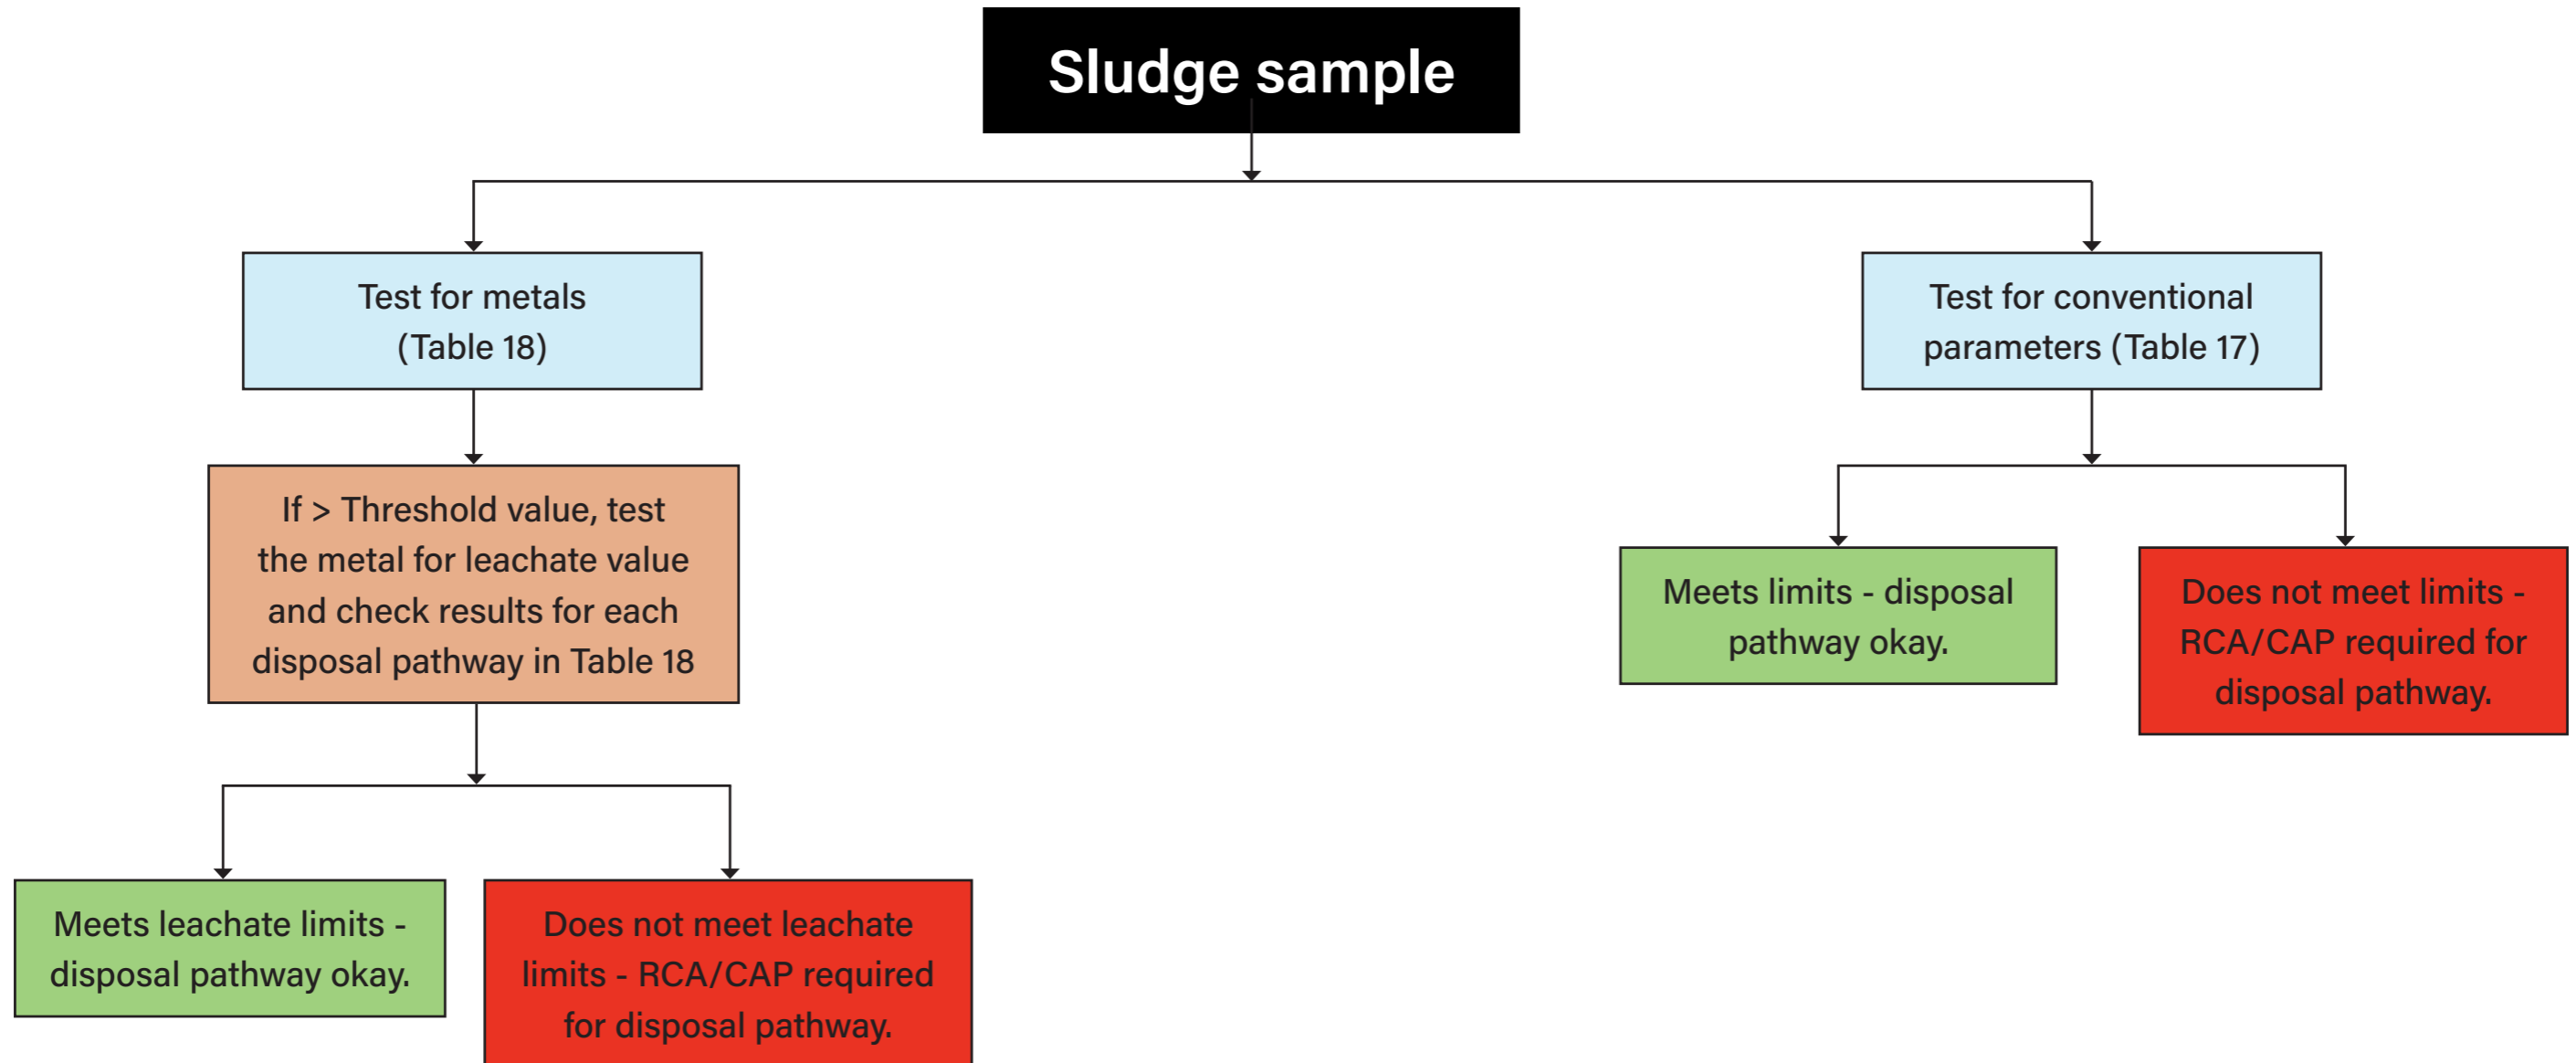 Sludge sample
Test for metals
(Table 18)
Test for conventional
parameters (Table 17)
If > Threshold value, test
the metal for leachate value
and check results for each
disposal pathway in Table 18
Meets limits - disposal
pathway okay.
Does not meet limits -
RCA/CAP required for
disposal pathway.
Meets leachate limits -
disposal pathway okay.
Does not meet leachate
limits - RCA/CAP required
for disposal pathway.